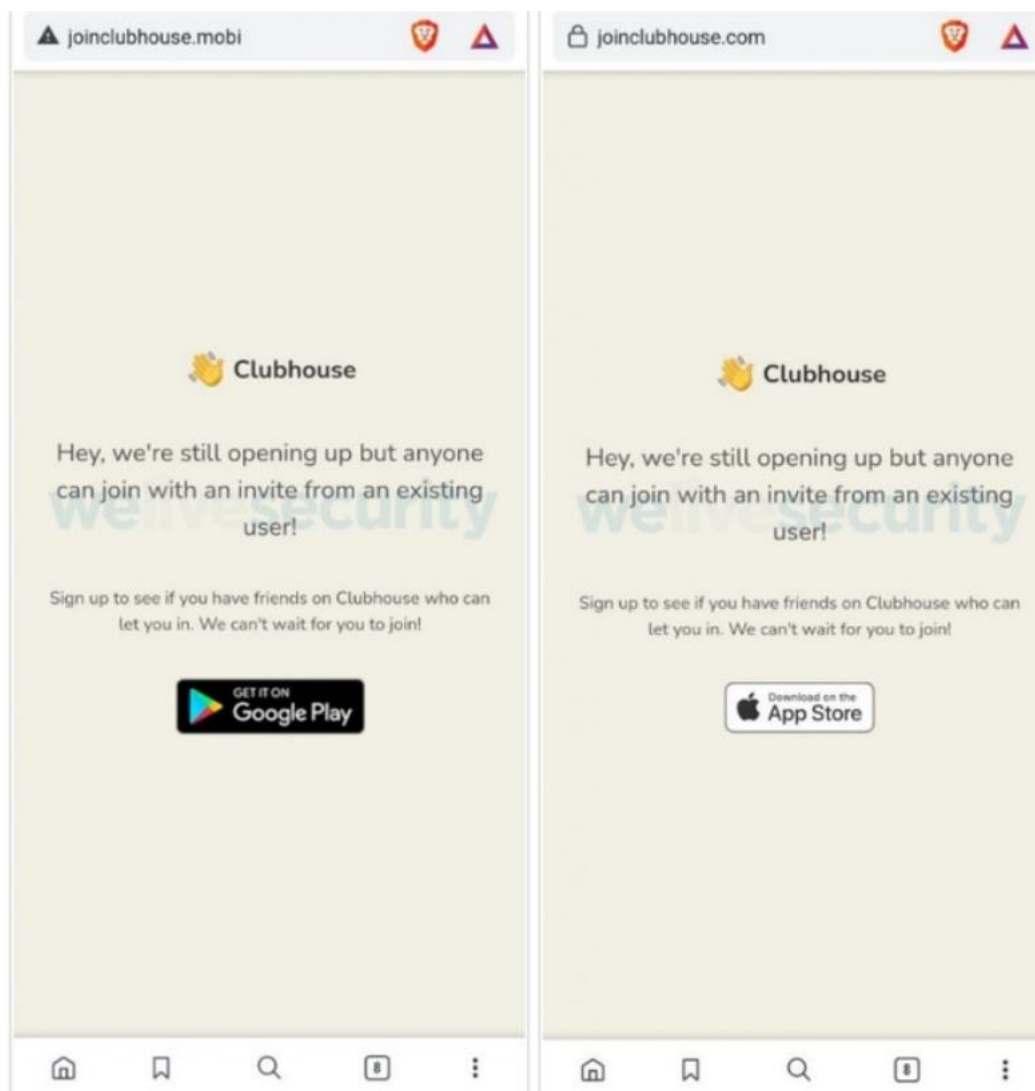 joinclubhouse.mobi
Clubhouse
Hey, we're still opening up but anyone
can join with an invite from an existing
user!
welivesecurity
Sign up to see if you have friends on Clubhouse who can
let you in. We can't wait for you to join!
GET IT ON
Google Play
8
joinclubhouse.com
Clubhouse
Hey, we're still opening up but anyone
can join with an invite from an existing
user!
welivesecurity
Sign up to see if you have friends on Clubhouse who can
let you in. We can't wait for you to join!
Download on the
App Store
8